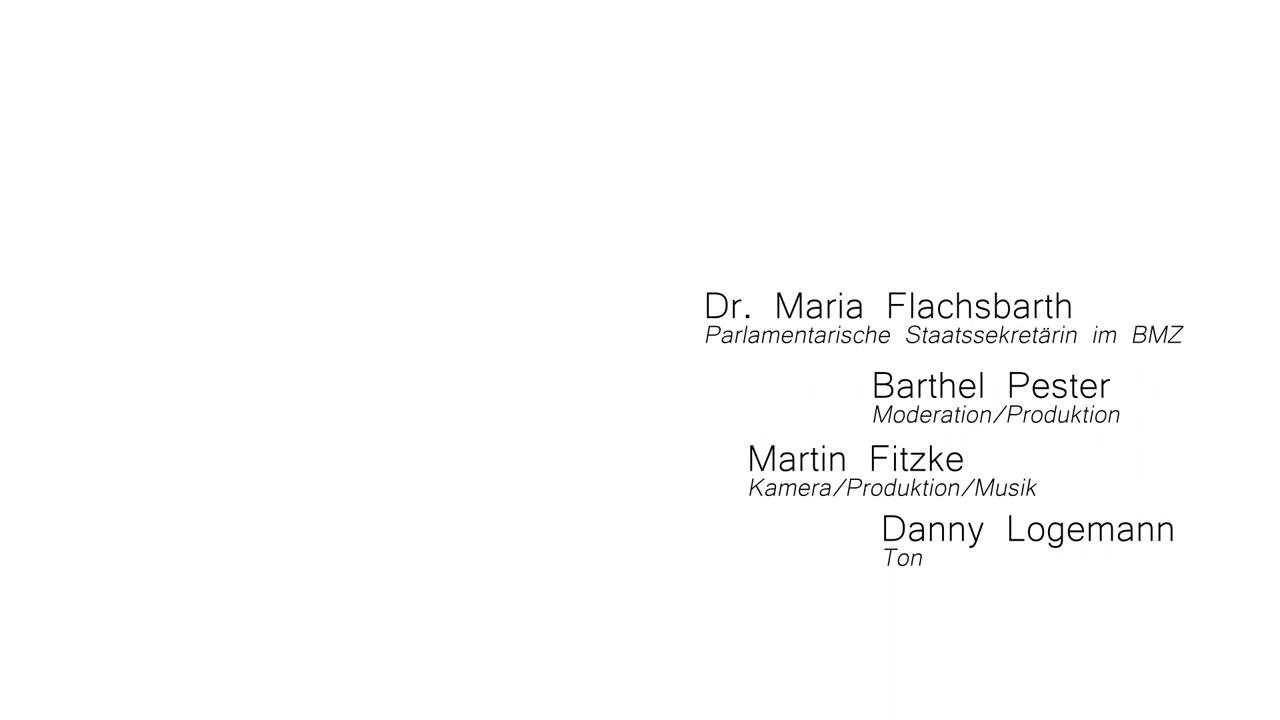 Dr. Maria Flachsbarth
Parlamentarische Staatssekretärin im BMZ
Barthel Pester
Moderation/Produktion
Martin Fitzke
Kamera/Produktion/Musik
Danny Logemann
Ton